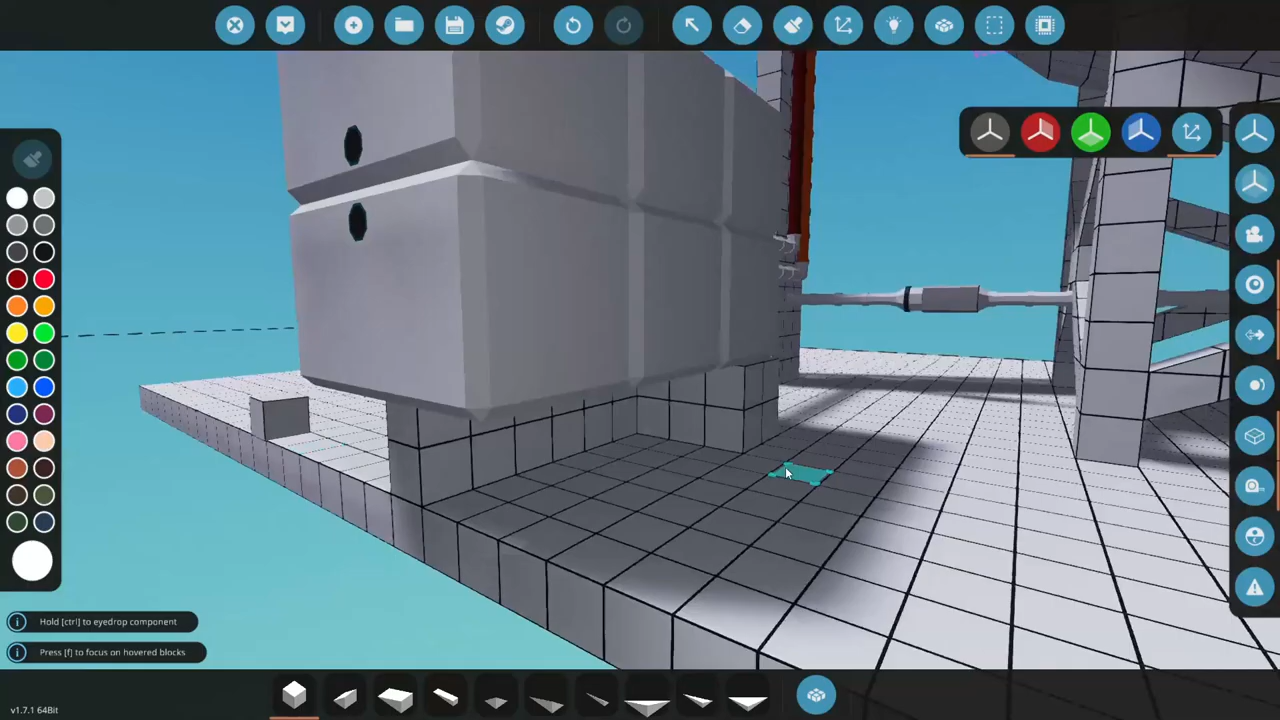 Hold [ctrl] to eyedrop component
Press [f] to focus on hovered blocks
v1.7.1 64Bit